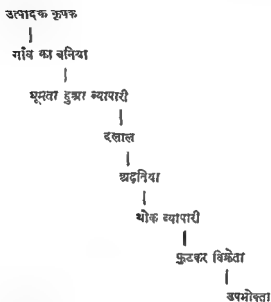 उत्पादक कृषक
गाँव का बनिया
घूमता हुआ व्यापारी
दलाल
अढ़तिया
थोक व्यापारी
फुटकर विक्रेता
उपभोक्ता